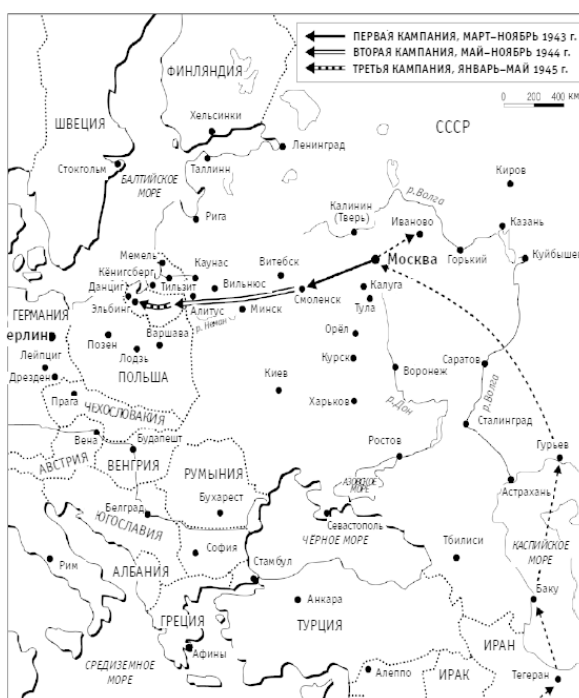 ПЕРВАЯ КАМПАНИЯ, МАРТ–НОЯБРЬ 1943 г.
ВТОРАЯ КАМПАНИЯ, МАЙ–НОЯБРЬ 1944 г.
ТРЕТЬЯ КАМПАНИЯ, ЯНВАРЬ–МАЙ 1945 г.
0 200 400 км
ФИНЛЯНДИЯ
ШВЕЦИЯ
СССР
Хельсинки
Ленинград
Стокгольм
Таллинн
БАЛТИЙСКОЕ
МОРЕ
Киров
р. Волга
Рига
Калинин
(Тверь)
Иваново
Казань
Мемель
Каунас
Витебск
Москва
Горький
Куйбышев
Кёнигсберг
Тильзит
Вильнюс
Данциг
Смоленск
Калуга
Тула
ГЕРМАНИЯ
Эльбинг
Алитус
р. Неман
Минск
ерлин
Позен
Варшава
Орёл
Лейпциг
Лодзь
Дрезден
ПОЛЬША
Курск
Воронеж
Саратов
Прага
Киев
р. Волга
ЧЕХОСЛОВАКИЯ
Харьков
р. Дон
Сталинград
Вена
Будапешт
Гурьев
АВСТРИЯ
ВЕНГРИЯ
Ростов
РУМЫНИЯ
Астрахань
АЗОВСКОЕ
МОРЕ
Белград
Бухарест
Севастополь
ЮГОСЛАВИЯ
ЧЕРНОЕ МОРЕ
КАСПИЙСКОЕ
МОРЕ
София
Тбилиси
Рим
АЛБАНИЯ
Стамбул
Баку
Анкара
ГРЕЦИЯ
ТУРЦИЯ
ИРАН
Афины
СРЕДИЗЕМНОЕ
МОРЕ
Алеппо
ИРАК
Тегеран